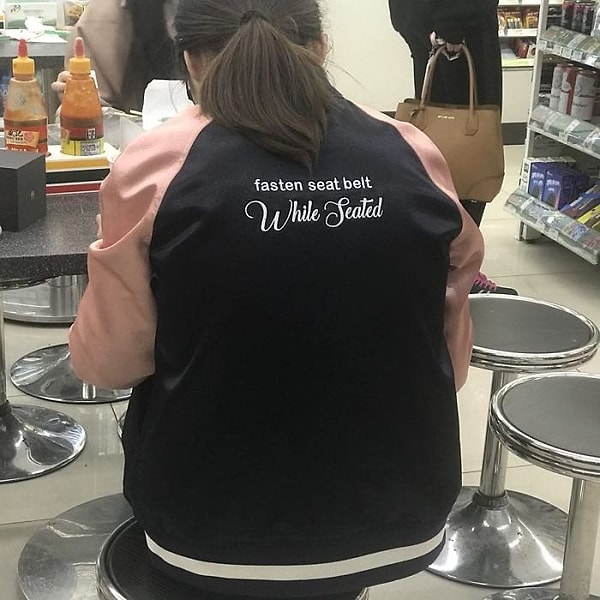 fasten seat belt
While Seated